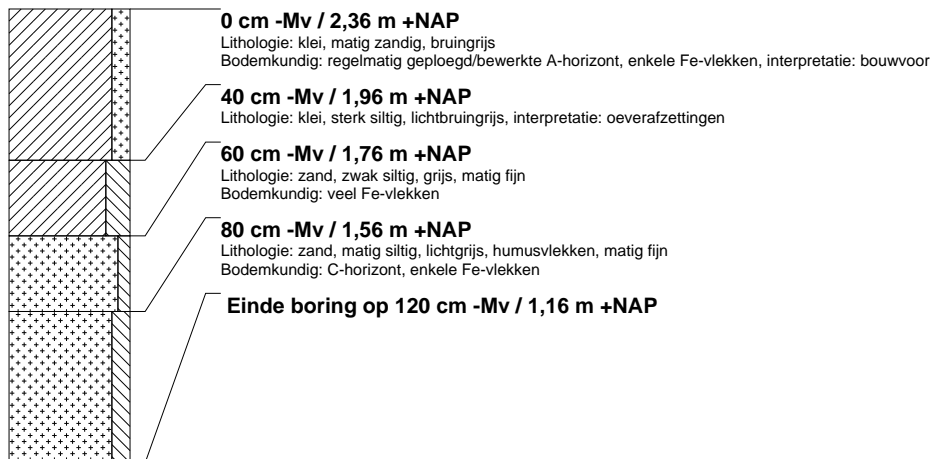 0 cm -Mv / 2,36 m +NAP
Lithologie: klei, matig zandig, bruingrijs
Bodemkundig: regelmatig geploegd/bewerkte A-horizont, enkele Fe-vlekken, interpretatie: bouwvoor
40 cm -Mv / 1,96 m +NAP
Lithologie: klei, sterk siltig, lichtbruingrijs, interpretatie: oeverafzettingen
60 cm -Mv / 1,76 m +NAP
Lithologie: zand, zwak siltig, grijs, matig fijn
Bodemkundig: veel Fe-vlekken
80 cm -Mv / 1,56 m +NAP
Lithologie: zand, matig siltig, lichtgrijs, humusvlekken, matig fijn
Bodemkundig: C-horizont, enkele Fe-vlekken
Einde boring op 120 cm -Mv / 1,16 m +NAP